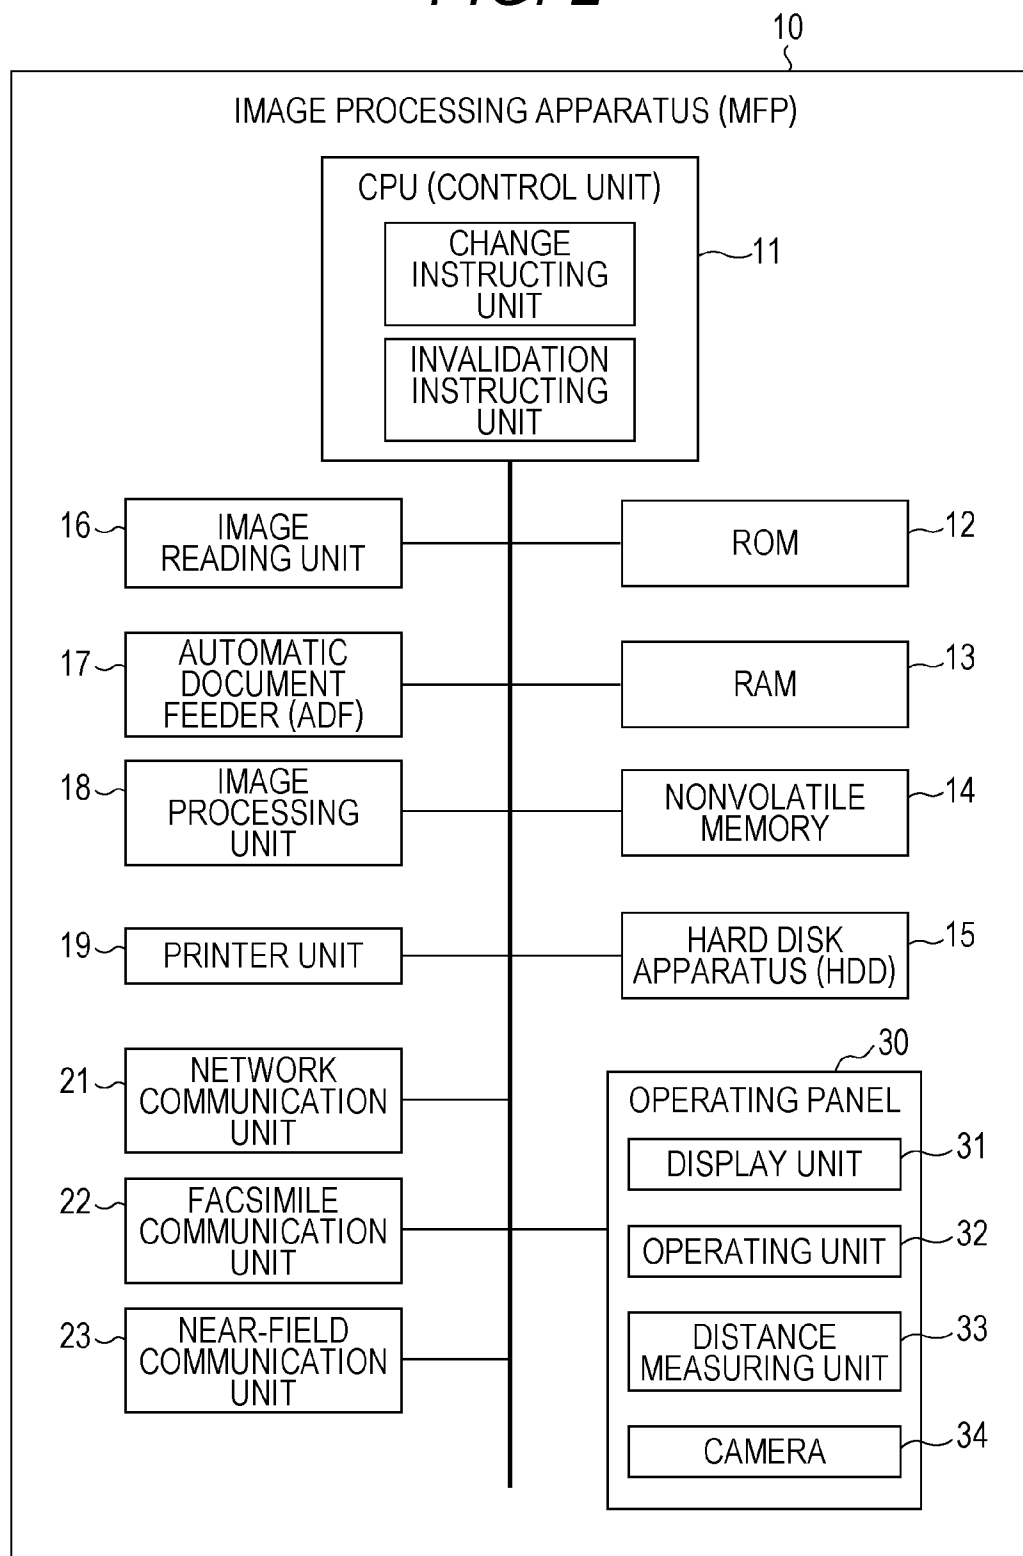 10
IMAGE PROCESSING APPARATUS (MFP)
CPU (CONTROL UNIT)
CHANGE
INSTRUCTING
UNIT
11
INVALIDATION
INSTRUCTING
UNIT
16
IMAGE
READING UNIT
ROM
12
17
AUTOMATIC
DOCUMENT
FEEDER (ADF)
RAM
13
18
IMAGE
PROCESSING
UNIT
NONVOLATILE
MEMORY
14
19
PRINTER UNIT
HARD DISK
APPARATUS (HDD)
15
21
NETWORK
COMMUNICATION
UNIT
30
OPERATING PANEL
DISPLAY UNIT
31
22
FACSIMILE
COMMUNICATION
UNIT
OPERATING UNIT
32
23
NEAR-FIELD
COMMUNICATION
UNIT
DISTANCE
MEASURING UNIT
33
CAMERA
34